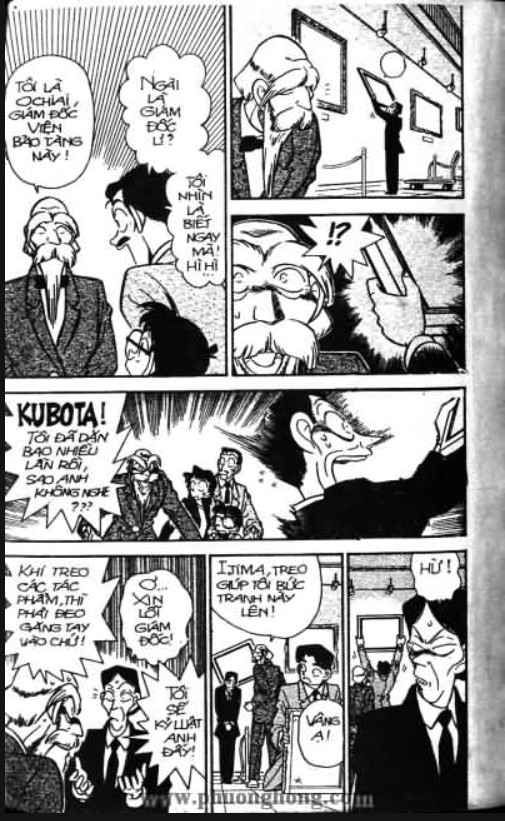 TÔI LÀ
OCHIAI,
GIÁM ĐỐC
VIỆN
BẢO TÀNG
NÀY!
NGÀI
LÀ
GIÁM
ĐỐC
Ư?
TÔI
NHÌN
LÀ
BIẾT
NGAY
MÀ!
HÌ HÌ
!?
KUBOTA!
TÔI ĐÃ DẶN
BAO NHIÊU
LẦN RỒI,
SAO ANH
KHÔNG NGHE
???
KHI TREO
CÁC TÁC
PHẨM, THÌ
PHẢI ĐEO
GĂNG TAY
VÀO CHỨ!
Ơ...
XIN
LỖI
GIÁM
ĐỐC!
TÔI
SẼ
KỶ LUẬT
ANH
ĐẤY!
IJIMA, TREO
GIÚP TÔI BỨC
TRANH NÀY
LÊN!
VÂNG
Ạ!
HỪ!
www.phuonghong.com